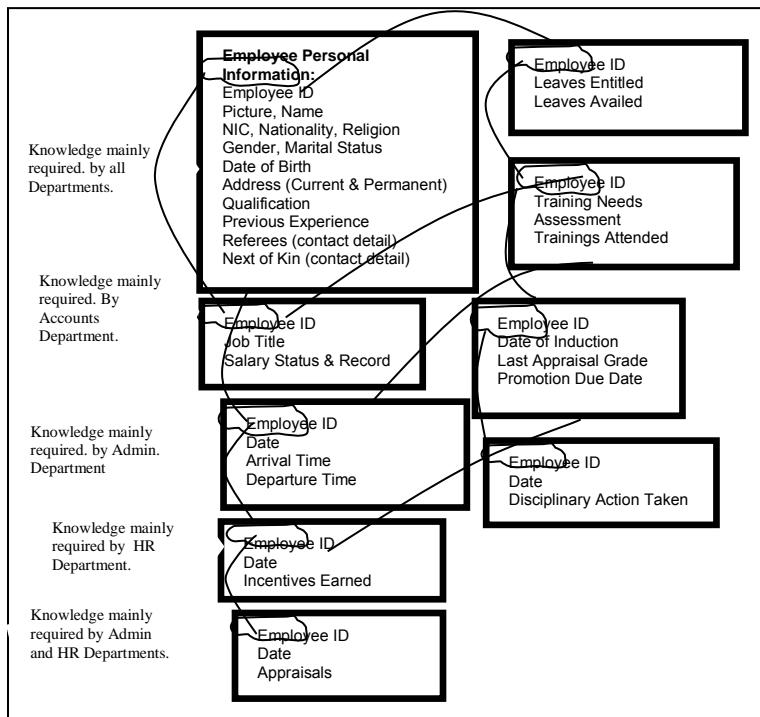 Employee Personal
Information:
Employee ID
Picture, Name
NIC, Nationality, Religion
Gender, Marital Status
Date of Birth
Address (Current & Permanent)
Qualification
Previous Experience
Referees (contact detail)
Next of Kin (contact detail)
Employee ID
Leaves Entitled
Leaves Availed
Knowledge mainly
required. by all
Departments.
Employee ID
Training Needs
Assessment
Trainings Attended
Knowledge mainly
required. By
Accounts
Department.
Employee ID
Job Title
Salary Status & Record
Employee ID
Date of Induction
Last Appraisal Grade
Promotion Due Date
Knowledge mainly
required. by Admin.
Department
Employee ID
Date
Arrival Time
Departure Time
Employee ID
Date
Disciplinary Action Taken
Knowledge mainly
required by HR
Department.
Employee ID
Date
Incentives Earned
Knowledge mainly
required by Admin
and HR Departments.
Employee ID
Date
Appraisals